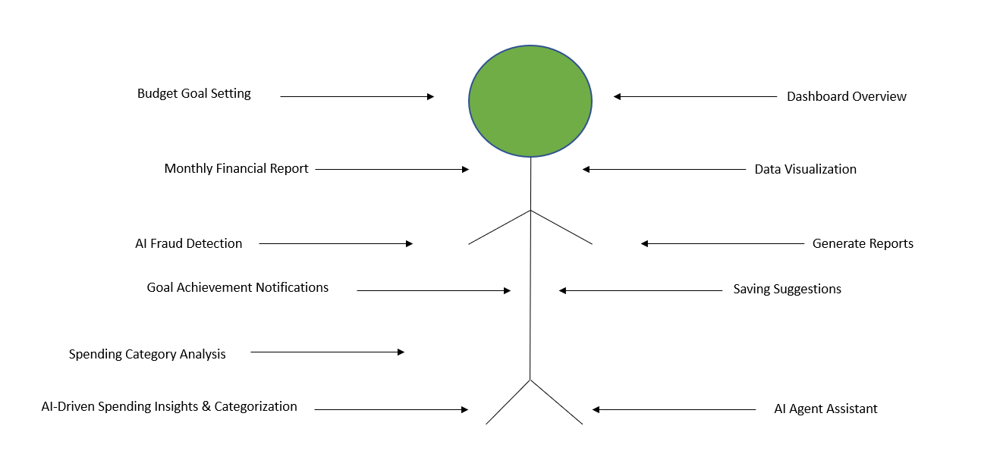 Budget Goal Setting
Dashboard Overview
Monthly Financial Report
Data Visualization
AI Fraud Detection
Generate Reports
Goal Achievement Notifications
Saving Suggestions
Spending Category Analysis
AI-Driven Spending Insights & Categorization
AI Agent Assistant